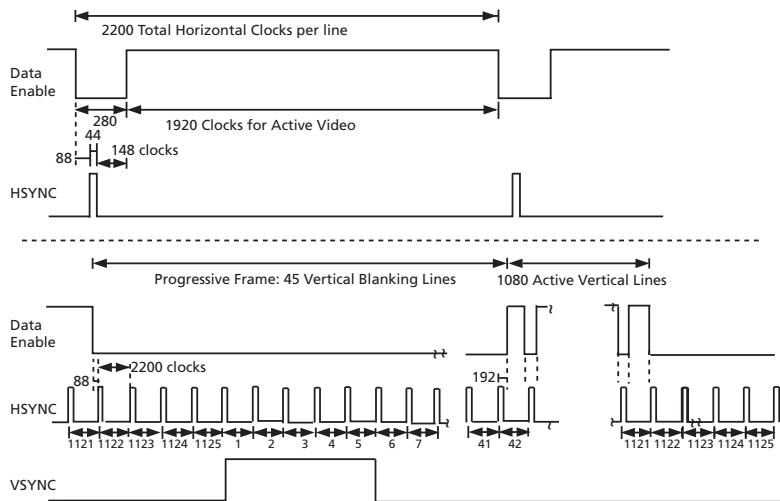 2200 Total Horizontal Clocks per line
Data
Enable
280
1920 Clocks for Active Video
44
88
148 clocks
HSYNC
Progressive Frame: 45 Vertical Blanking Lines
1080 Active Vertical Lines
Data
Enable
2200 clocks
88
192
HSYNC
1121 1122 1123 1124 1125 1 2 3 4 5 6 7 41 42 1121 1122 1123 1124 1125
VSYNC